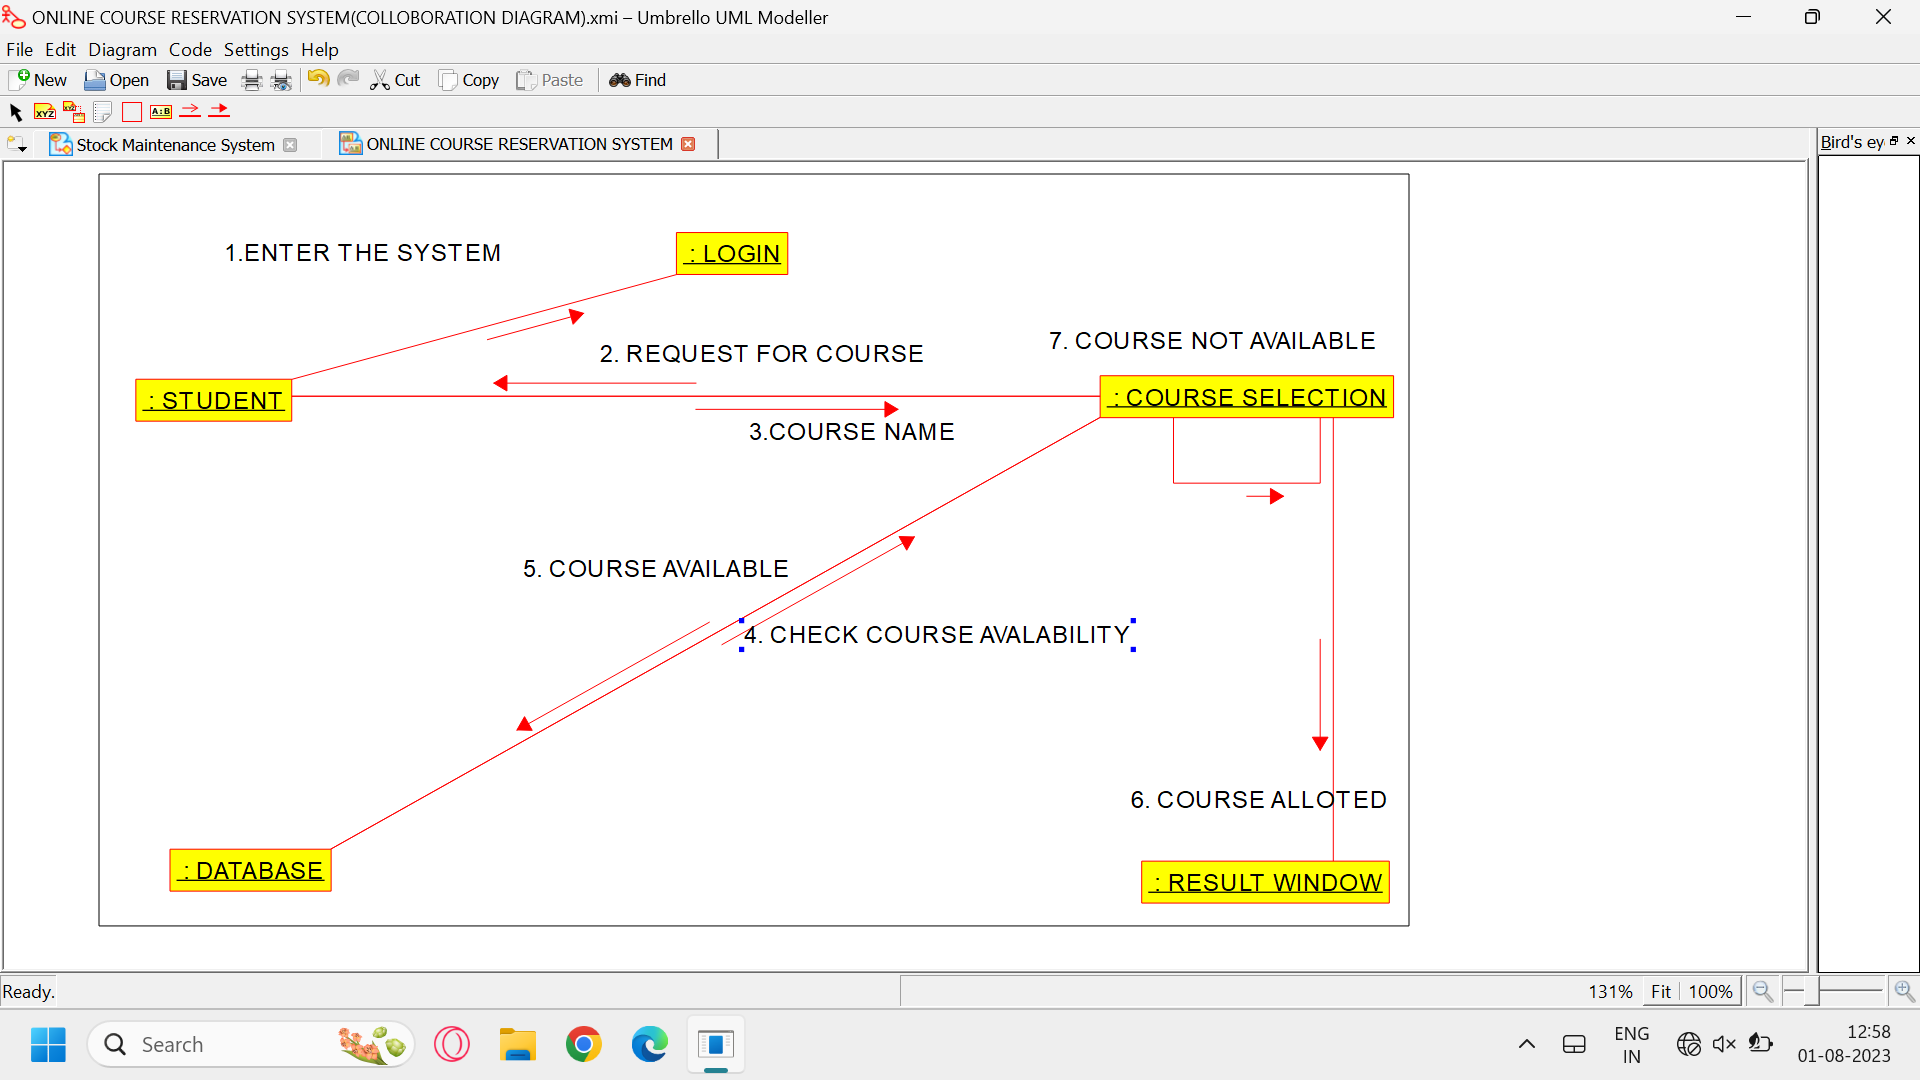 ONLINE COURSE RESERVATION SYSTEM(COLLOBORATION DIAGRAM).xmi – Umbrello UML Modeller
File Edit Diagram Code Settings Help
New Open Save Cut Copy Paste Find
XYZ XYZ A:B
Stock Maintenance System ONLINE COURSE RESERVATION SYSTEM
Bird's ey
1.ENTER THE SYSTEM
: LOGIN
7. COURSE NOT AVAILABLE
2. REQUEST FOR COURSE
: STUDENT
: COURSE SELECTION
3.COURSE NAME
5. COURSE AVAILABLE
4. CHECK COURSE AVALABILITY
6. COURSE ALLOTED
: DATABASE
: RESULT WINDOW
Ready.
131% Fit 100%
Search
ENG
IN
12:58
01-08-2023